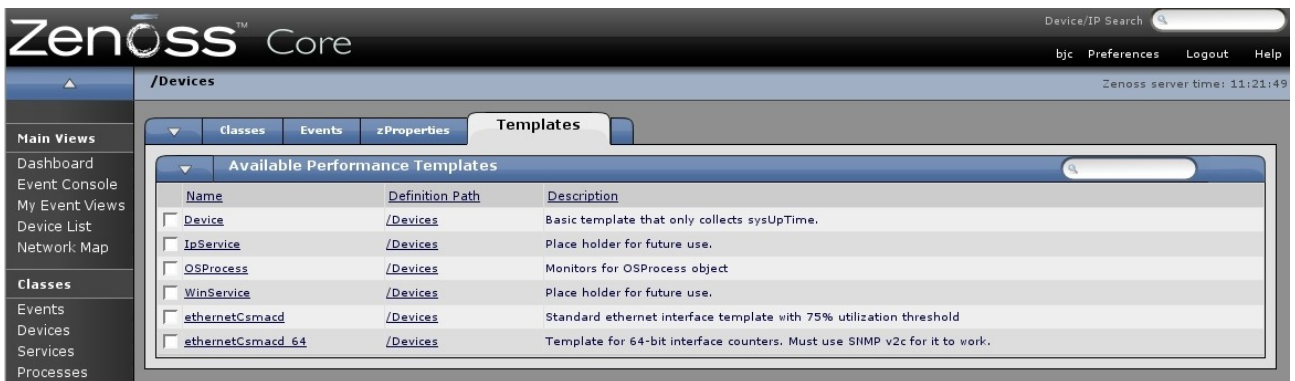 Zenoss™ Core
Device/IP Search
bjc Preferences Logout Help
/Devices
Zenoss server time: 11:21:49
Main Views
Dashboard
Event Console
My Event Views
Device List
Network Map
Classes
Events
Devices
Services
Processes
Classes Events zProperties Templates
Available Performance Templates
Name Definition Path Description
Device /Devices Basic template that only collects sysUpTime.
IpService /Devices Place holder for future use.
OSProcess /Devices Monitors for OSProcess object
WinService /Devices Place holder for future use.
ethernetCsmacd /Devices Standard ethernet interface template with 75% utilization threshold
ethernetCsmacd_64 /Devices Template for 64-bit interface counters. Must use SNMP v2c for it to work.